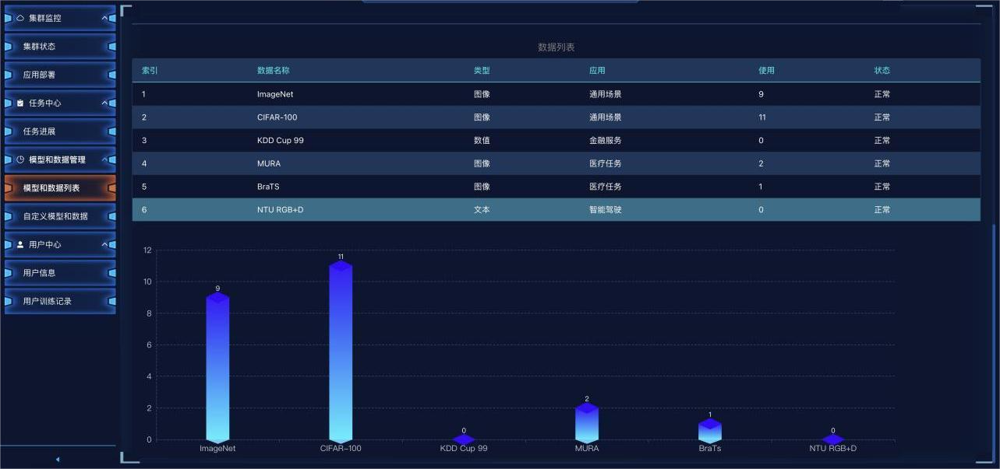 集群监控
集群状态
应用部署
任务中心
任务进展
模型和数据管理
模型和数据列表
自定义模型和数据
用户中心
用户信息
用户训练记录
数据列表
索引 数据名称 类型 应用 使用 状态
1 ImageNet 图像 通用场景 9 正常
2 CIFAR-100 图像 通用场景 11 正常
3 KDD Cup 99 数值 金融服务 0 正常
4 MURA 图像 医疗任务 2 正常
5 BraTS 图像 医疗任务 1 正常
6 NTU RGB+D 文本 智能驾驶 0 正常
12
10
8
6
4
2
0
9 11 0 2 1 0
ImageNet CIFAR-100 KDD Cup 99 MURA BraTs NTU RGB+D